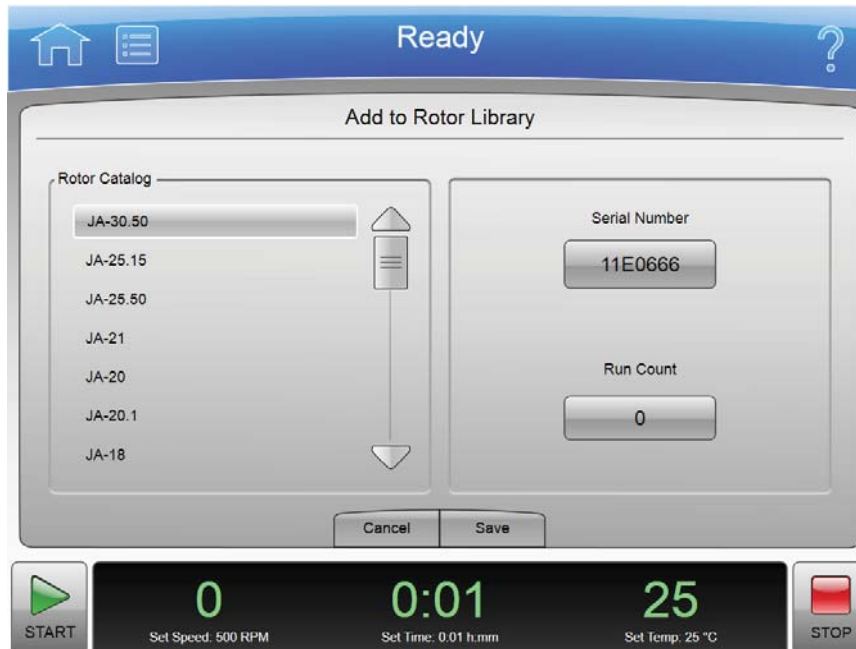 Ready
?
Add to Rotor Library
Rotor Catalog
JA-30.50
JA-25.15
JA-25.50
JA-21
JA-20
JA-20.1
JA-18
Serial Number
11E0666
Run Count
0
Cancel
Save
START
0
Set Speed: 500 RPM
0:01
Set Time: 0:01 h:mm
25
Set Temp: 25 °C
STOP